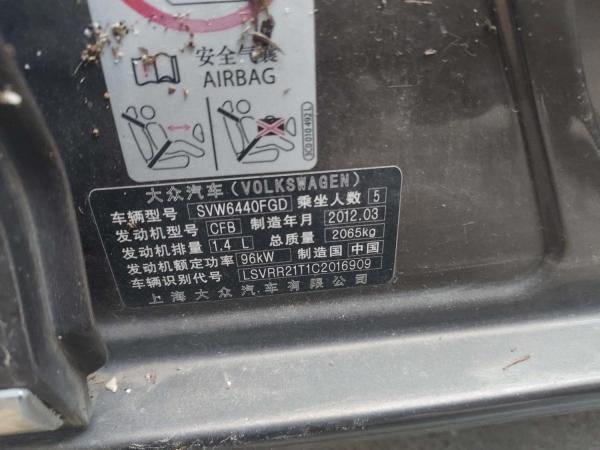 安全气囊
AIRBAG
5C0 010 492 L
大众汽车(VOLKSWAGEN)
车辆型号 SVW6440FGD 乘坐人数 5
发动机型号 CFB 制造年月 2012.03
发动机排量 1.4 L 总质量 2065kg
发动机额定功率 96kW 制造国 中国
车辆识别代号 LSVRR21T1C2016909
上海大众汽车有限公司